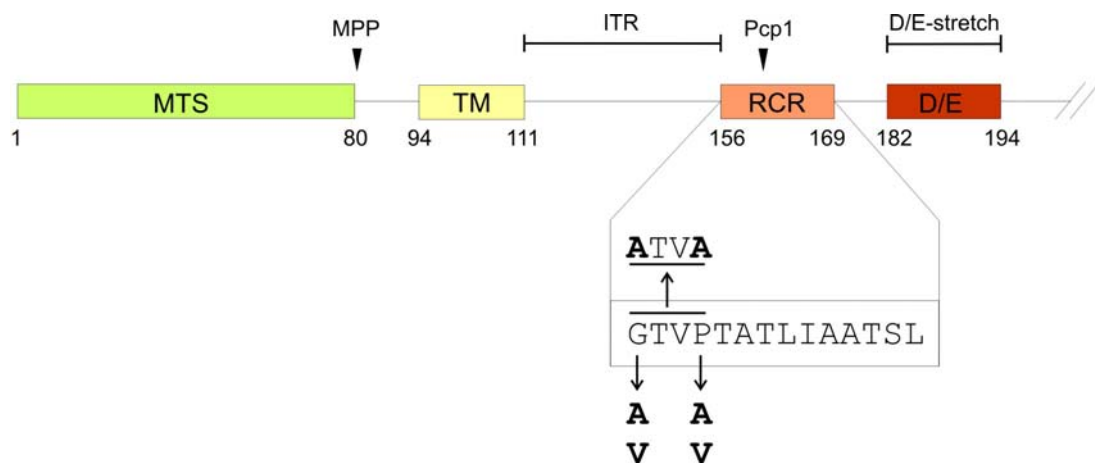 ITR
MPP Pcp1 D/E-stretch
MTS TM RCR D/E
1 80 94 111 156 169 182 194
ATVA
GTVPTATLIAATSL
A A
V V